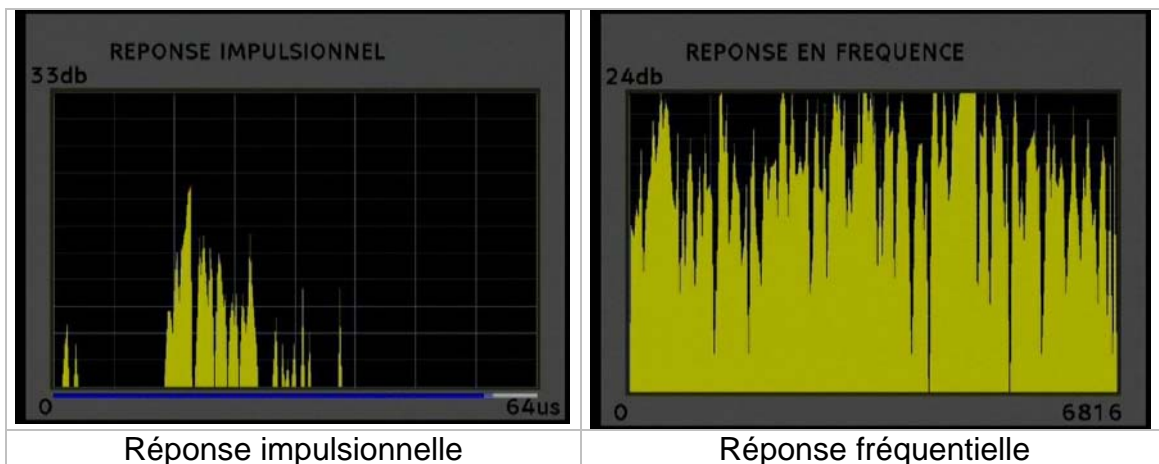 REPONSE IMPULSIONNEL
33db
0
64us
REPONSE EN FREQUENCE
24db
0
6816
Réponse impulsionnelle
Réponse fréquentielle